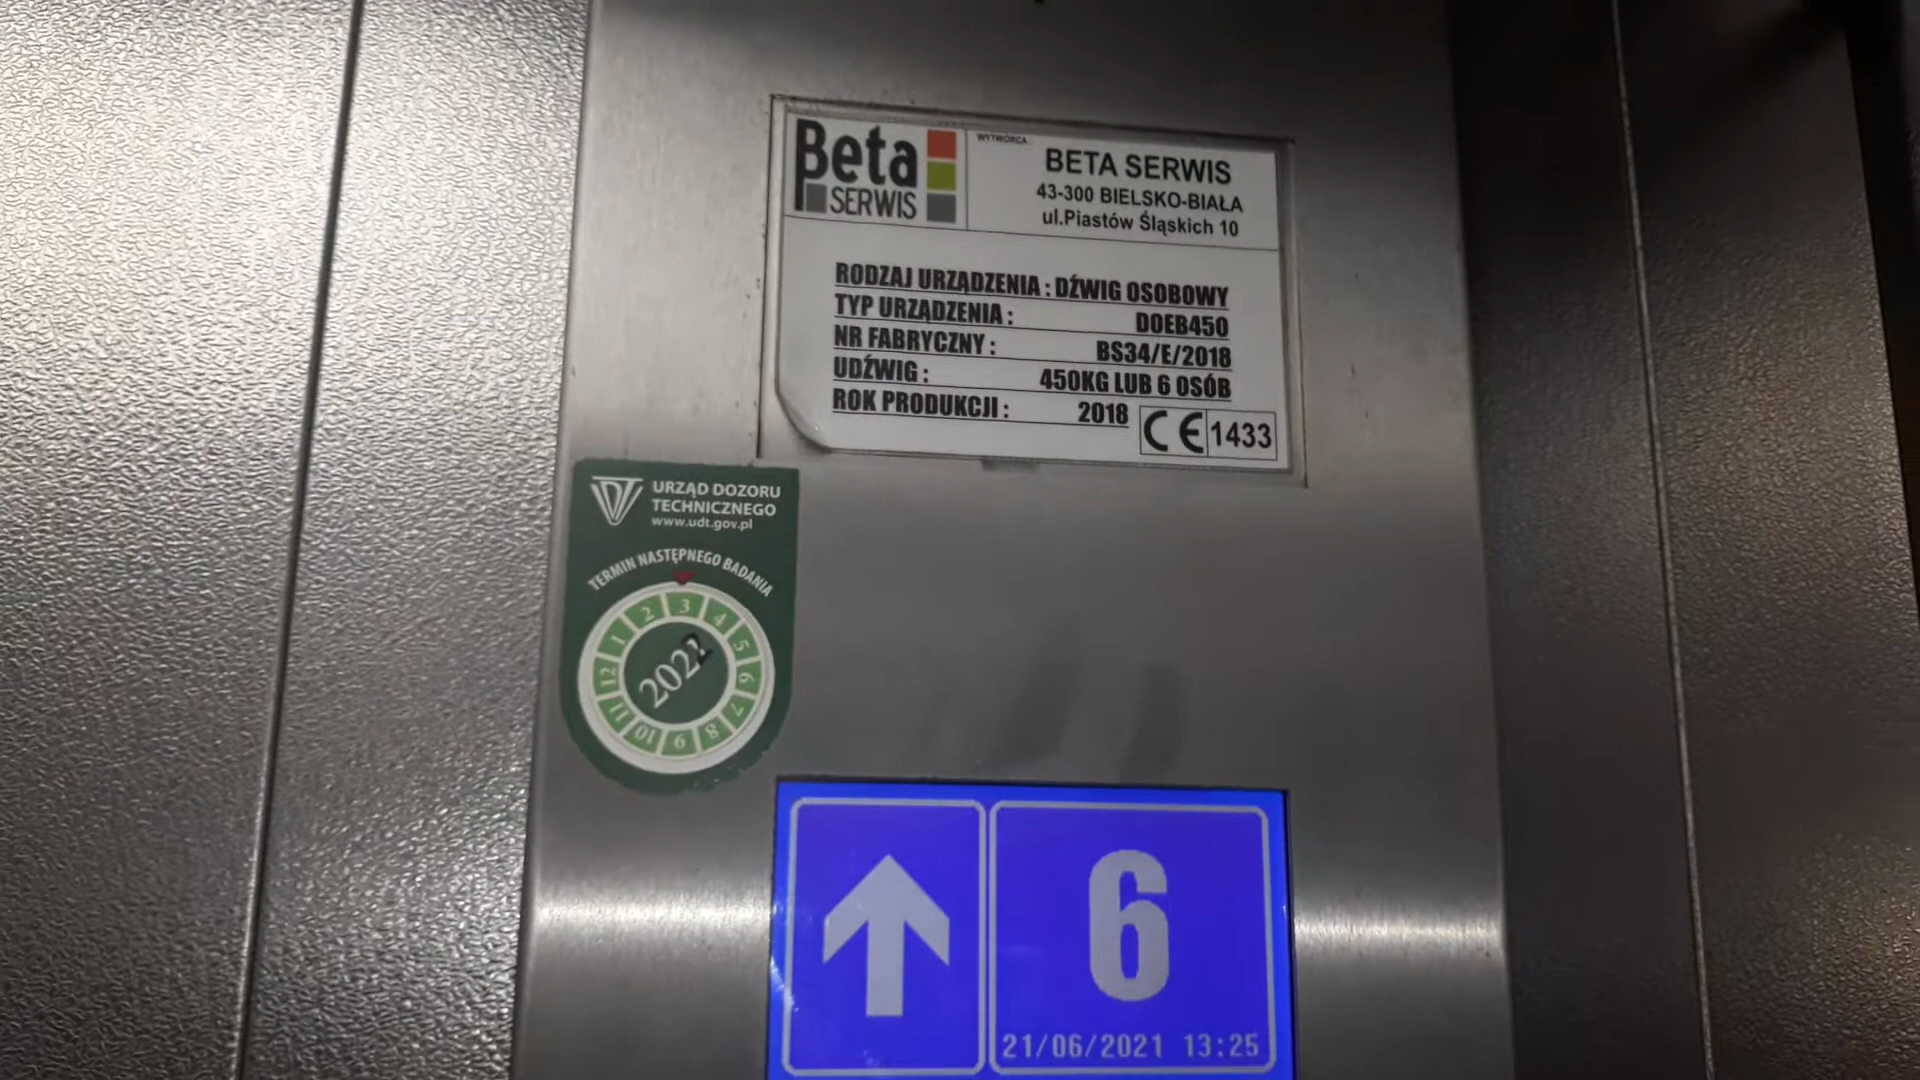 Beta
SERWIS
WYTWÓRCA:
BETA SERWIS
43-300 BIELSKO-BIAŁA
ul.Piastów Śląskich 10
RODZAJ URZĄDZENIA : DŹWIG OSOBOWY
TYP URZĄDZENIA : DOEB450
NR FABRYCZNY : BS34/E/2018
UDŹWIG : 450KG LUB 6 OSÓB
ROK PRODUKCJI : 2018
CE 1433
UDT
URZĄD DOZORU
TECHNICZNEGO
www.udt.gov.pl
TERMIN NASTĘPNEGO BADANIA
1 2 3 4 5 6 7 8 9 10 11 12
2022
6
21/06/2021 13:25